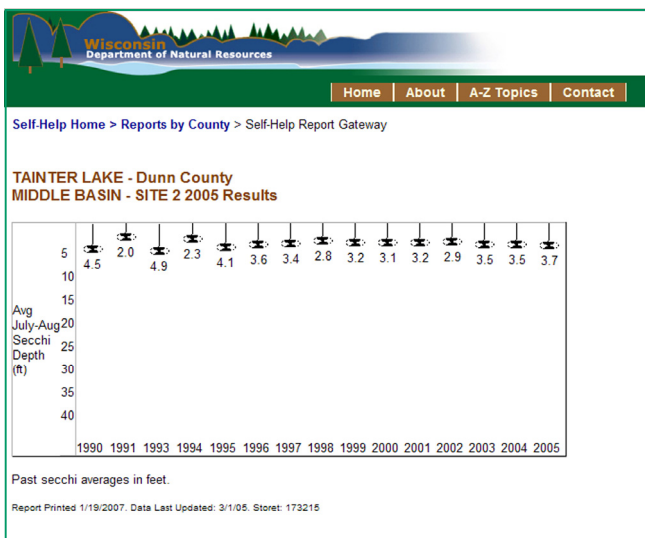 Wisconsin
Department of Natural Resources
Home About A-Z Topics Contact
Self-Help Home > Reports by County > Self-Help Report Gateway
TAINTER LAKE - Dunn County
MIDDLE BASIN - SITE 2 2005 Results
Avg
July-Aug
Secchi
Depth
(ft)
5
10
15
20
25
30
35
40
4.5 2.0 4.9 2.3 4.1 3.6 3.4 2.8 3.2 3.1 3.2 2.9 3.5 3.5 3.7
1990 1991 1993 1994 1995 1996 1997 1998 1999 2000 2001 2002 2003 2004 2005
Past secchi averages in feet.
Report Printed 1/19/2007. Data Last Updated: 3/1/05. Storet: 173215